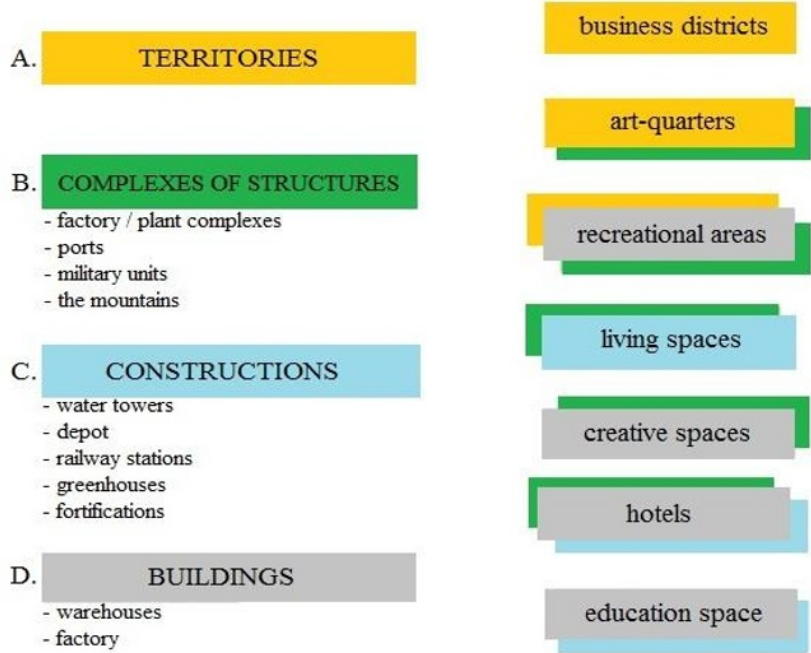 A. TERRITORIES
B. COMPLEXES OF STRUCTURES
- factory / plant complexes
- ports
- military units
- the mountains
C. CONSTRUCTIONS
- water towers
- depot
- railway stations
- greenhouses
- fortifications
D. BUILDINGS
- warehouses
- factory
business districts
art-quarters
recreational areas
living spaces
creative spaces
hotels
education space